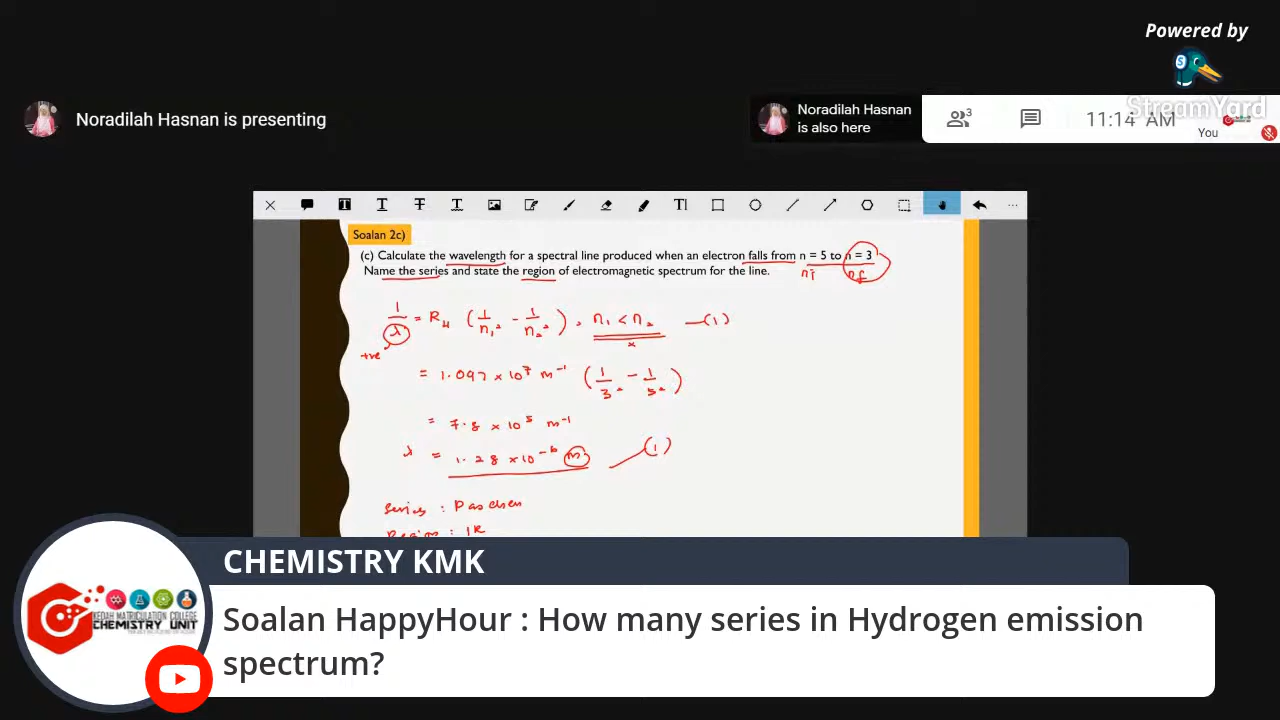 Powered by
StreamYard
Noradilah Hasnan is presenting
Noradilah Hasnan
is also here
3
11:14 AM
You
Soalan 2c)
(c) Calculate the wavelength for a spectral line produced when an electron falls from n = 5 to n = 3
Name the series and state the region of electromagnetic spectrum for the line.
ni nf
1/λ = R_H (1/n₁² - 1/n₂²) , n₁ < n₂ —(1)
+ve
x
= 1.097 × 10⁷ m⁻¹ (1/3² - 1/5²)
= 7.8 × 10⁵ m⁻¹
λ = 1.28 × 10⁻⁶ m (1)
Series : Paschen
Region : IR
CHEMISTRY KMK
KEDAH MATRICULATION COLLEGE
CHEMISTRY UNIT
Soalan HappyHour : How many series in Hydrogen emission
spectrum?